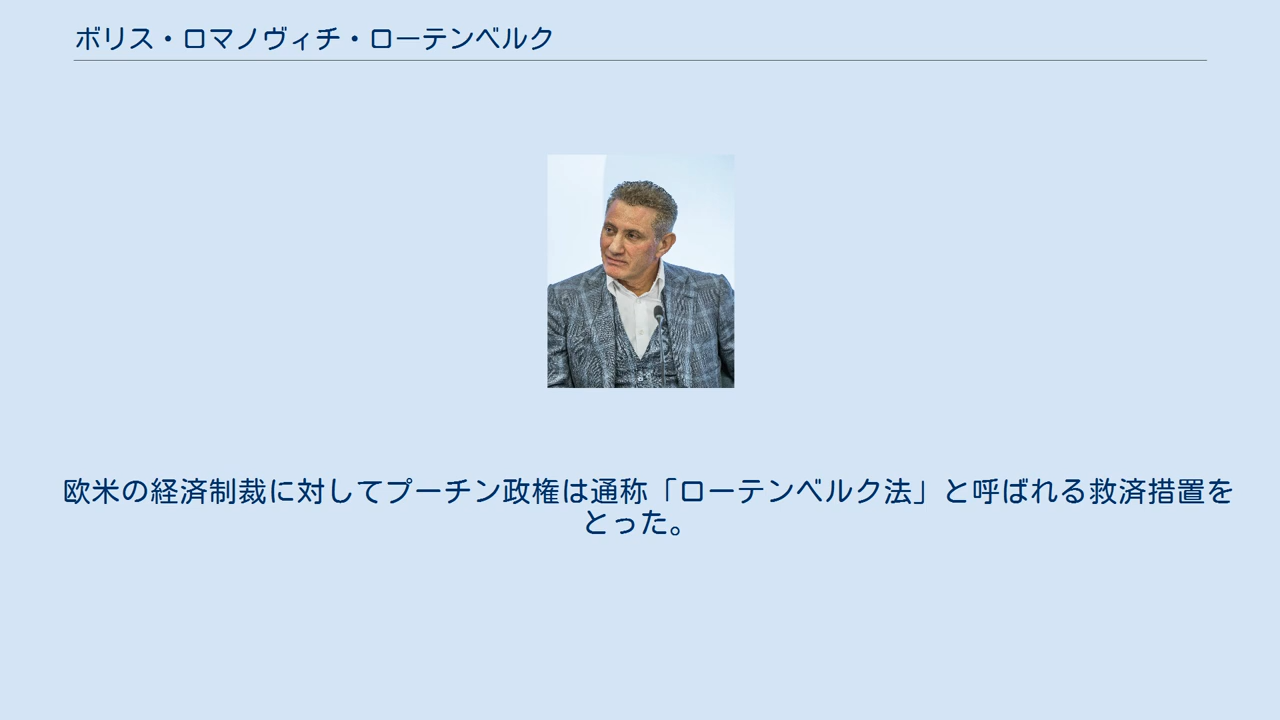 ボリス・ロマノヴィチ・ローテンベルク
欧米の経済制裁に対してプーチン政権は通称「ローテンベルク法」と呼ばれる救済措置を
とった。